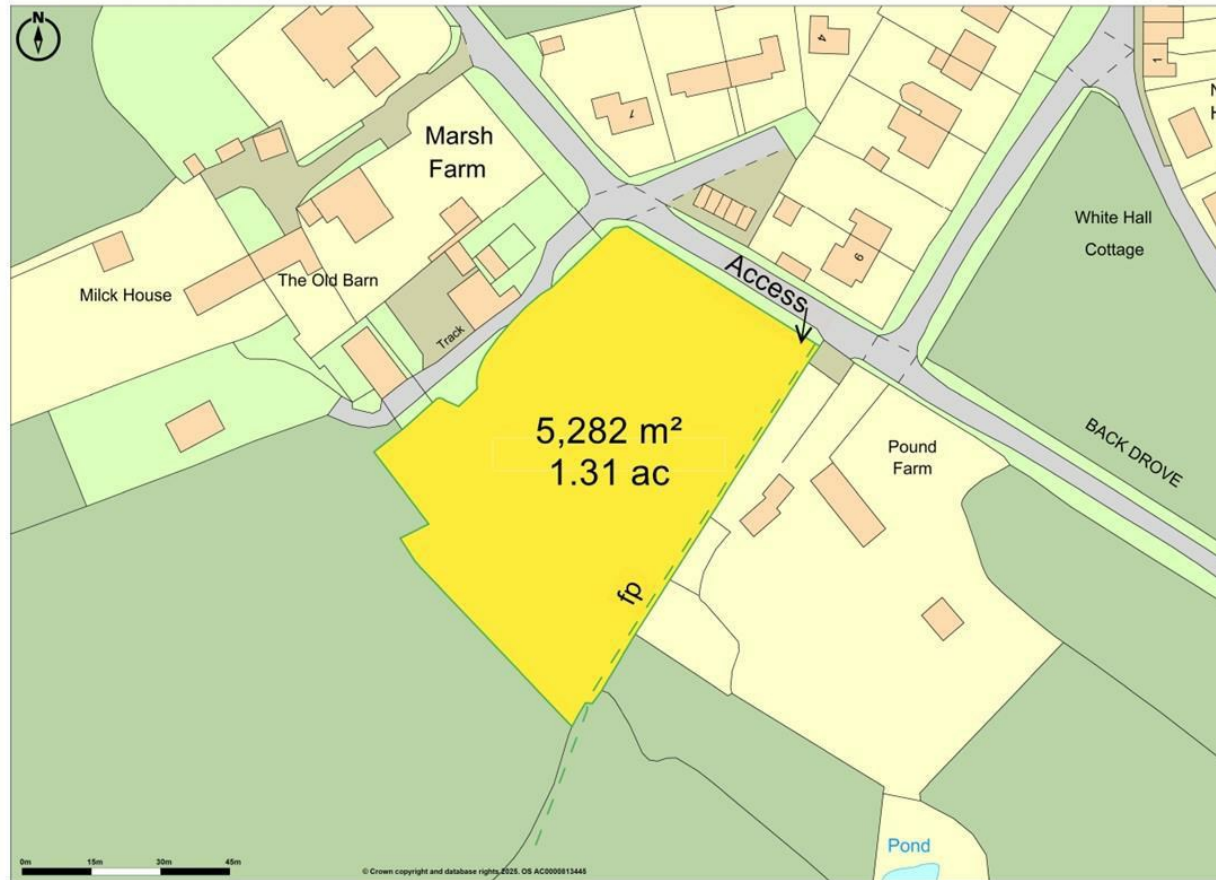 N
4
1
7
N
H
Marsh
Farm
White Hall
Cottage
9
Access
The Old Barn
Milck House
Track
5,282 m²
1.31 ac
BACK DROVE
Pound
Farm
fp
Pond
0m 15m 30m 45m
© Crown copyright and database rights 2025. OS AC0000813445